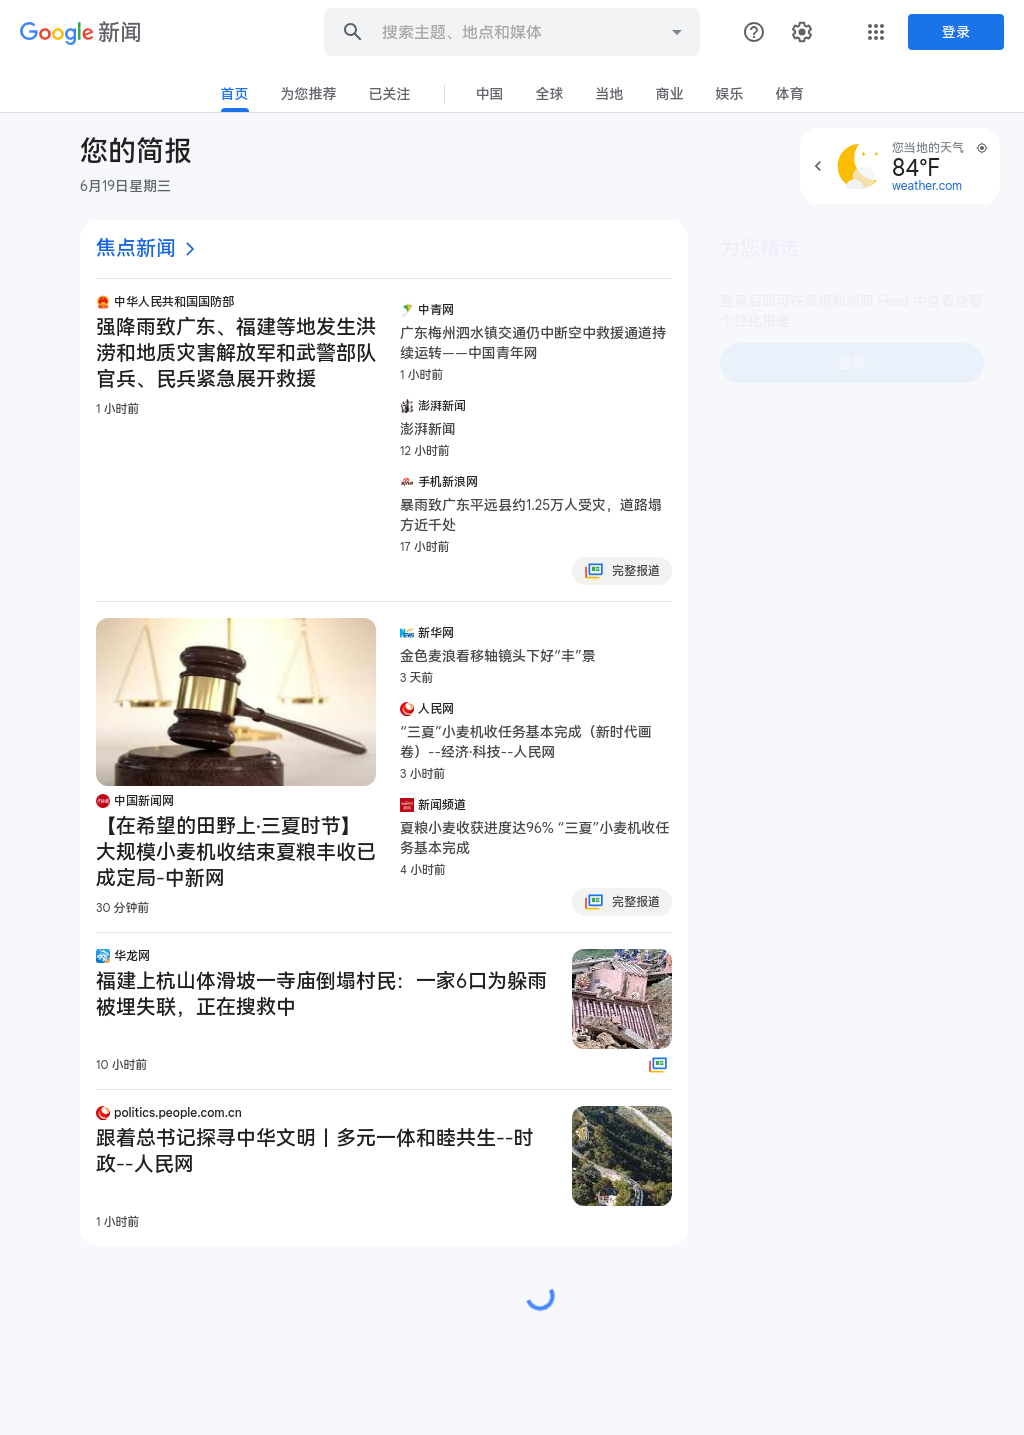 Google 新闻
搜索主题、地点和媒体
登录
首页
为您推荐
已关注
中国
全球
当地
商业
娱乐
体育
您的简报
6月19日星期三
您当地的天气
84°F
weather.com
焦点新闻
中华人民共和国国防部
强降雨致广东、福建等地发生洪
涝和地质灾害解放军和武警部队
官兵、民兵紧急展开救援
1 小时前
中青网
广东梅州泗水镇交通仍中断空中救援通道持
续运转——中国青年网
1 小时前
澎湃新闻
澎湃新闻
12 小时前
手机新浪网
暴雨致广东平远县约1.25万人受灾，道路塌
方近千处
17 小时前
完整报道
中国新闻网
【在希望的田野上·三夏时节】
大规模小麦机收结束夏粮丰收已
成定局-中新网
30 分钟前
新华网
金色麦浪看移轴镜头下好“丰”景
3 天前
人民网
“三夏”小麦机收任务基本完成（新时代画
卷）--经济·科技--人民网
3 小时前
新闻频道
夏粮小麦收获进度达96% “三夏”小麦机收任
务基本完成
4 小时前
完整报道
华龙网
福建上杭山体滑坡一寺庙倒塌村民：一家6口为躲雨
被埋失联，正在搜救中
10 小时前
politics.people.com.cn
跟着总书记探寻中华文明丨多元一体和睦共生--时
政--人民网
1 小时前
为您精选
登录后即可在简报和新闻 Feed 中查看查看
个性化报道
登录